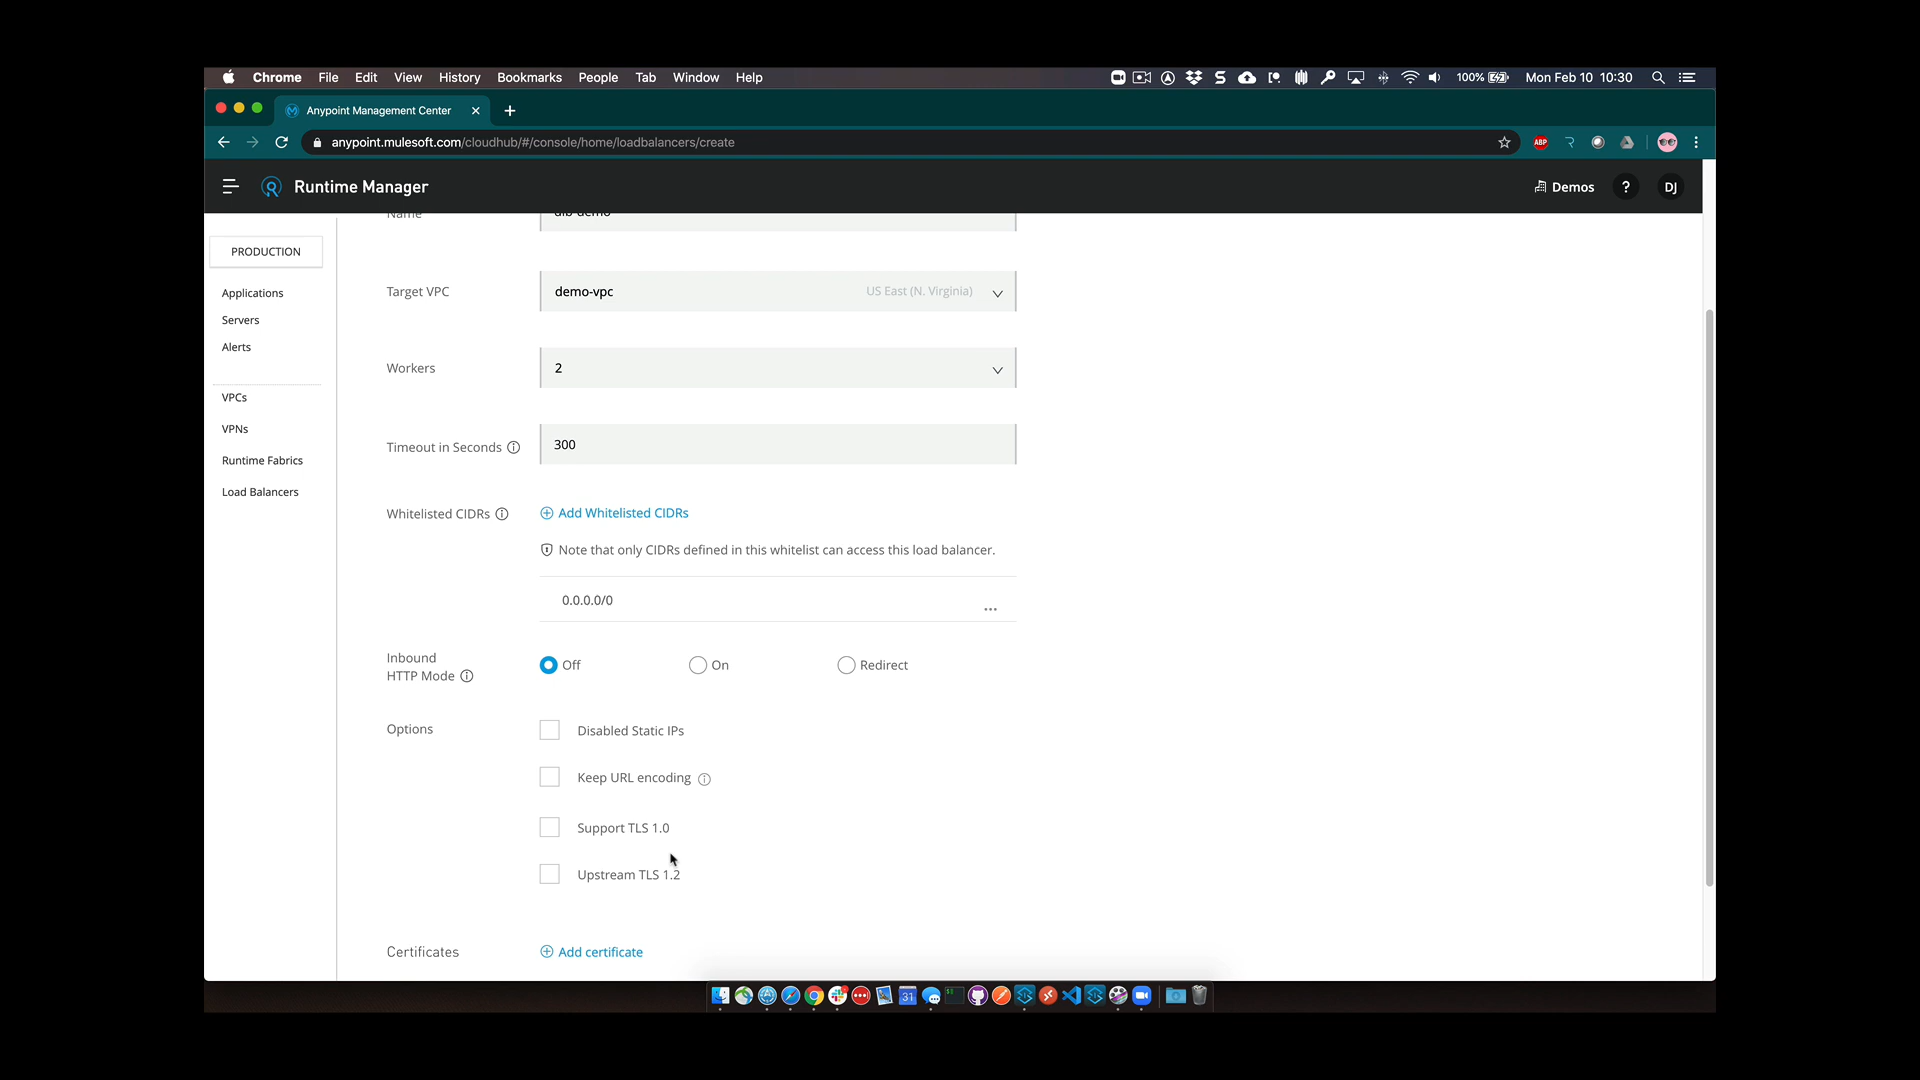 Chrome File Edit View History Bookmarks People Tab Window Help 100% Mon Feb 10 10:30
Anypoint Management Center
anypoint.mulesoft.com/cloudhub/#/console/home/loadbalancers/create
ABP
Runtime Manager
Demos ? DJ
Name dlb-demo
PRODUCTION
Applications
Servers
Alerts
VPCs
VPNs
Runtime Fabrics
Load Balancers
Target VPC demo-vpc US East (N. Virginia)
Workers 2
Timeout in Seconds 300
Whitelisted CIDRs Add Whitelisted CIDRs
Note that only CIDRs defined in this whitelist can access this load balancer.
0.0.0.0/0 ...
Inbound
HTTP Mode Off On Redirect
Options Disabled Static IPs
Keep URL encoding
Support TLS 1.0
Upstream TLS 1.2
Certificates Add certificate
31